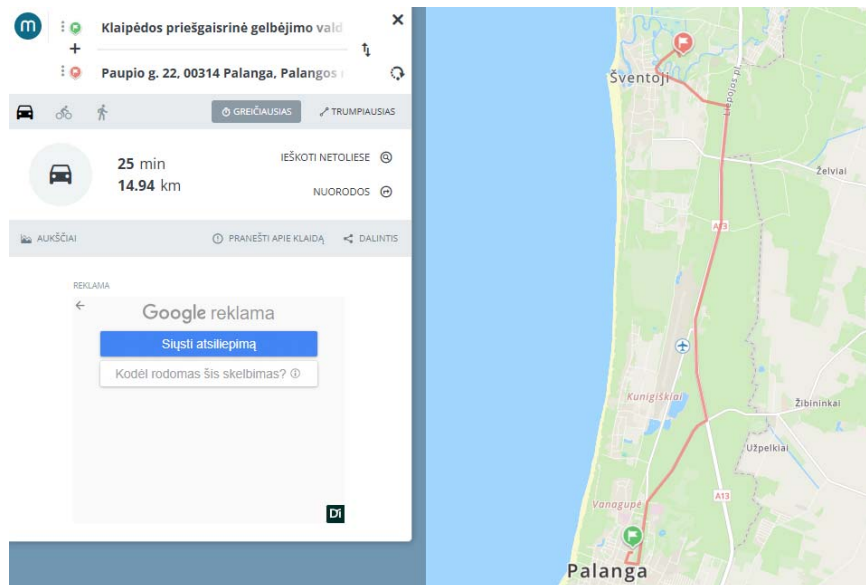 m
Klaipėdos priešgaisrinė gelbėjimo vald
Paupio g. 22, 00314 Palanga, Palangos
GREIČIAUSIAS
TRUMPIAUSIAS
25 min
14.94 km
IEŠKOTI NETOLIESE
NUORODOS
AUKŠČIAI
PRANEŠTI APIE KLAIDĄ
DALINTIS
REKLAMA
Google reklama
Siųsti atsiliepimą
Kodėl rodomas šis skelbimas?
Di
Šventoji
Liepojos pl.
Želviai
A13
Kunigiškiai
Žibininkai
Užpelkiai
A13
Vanagupė
Palanga